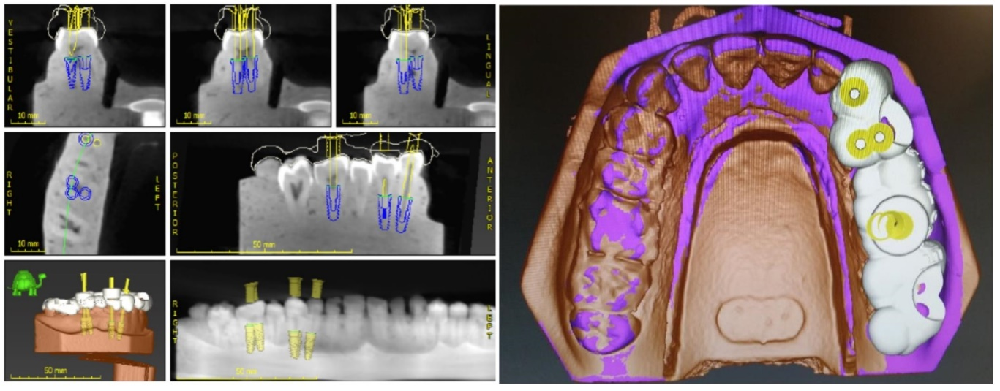 VESTIBULAR
10 mm
10 mm
LINGUAL
10 mm
RIGHT
10 mm
LEFT
POSTERIOR
50 mm
ANTERIOR
50 mm
RIGHT
50 mm
LEFT